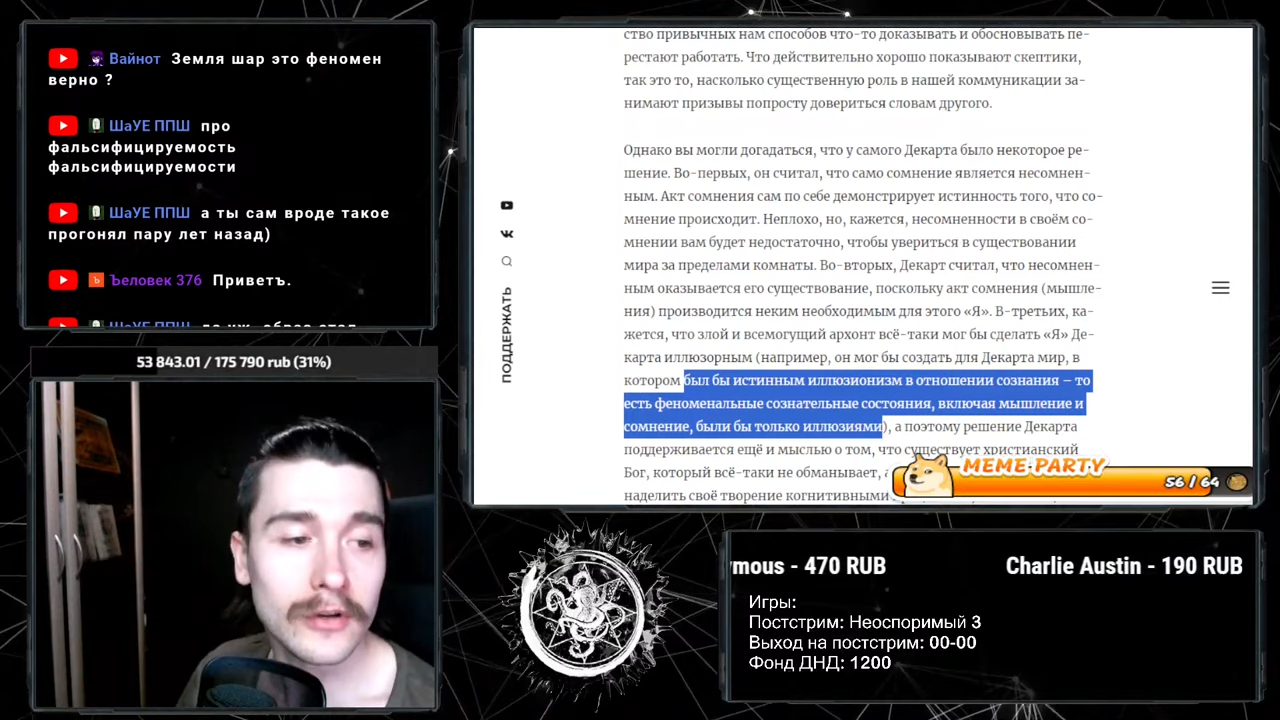 Вайнот Земля шар это феномен
верно ?
ШаУЕ ППШ про
фальсифицируемость
фальсифицируемости
ШаУЕ ППШ а ты сам вроде такое
прогонял пару лет назад)
Ъеловек 376 Приветъ.
53 843.01 / 175 790 rub (31%)
ство привычных нам способов что-то доказывать и обосновывать пе-
рестают работать. Что действительно хорошо показывают скептики,
так это то, насколько существенную роль в нашей коммуникации за-
нимают призывы попросту довериться словам другого.
Однако вы могли догадаться, что у самого Декарта было некоторое ре-
шение. Во-первых, он считал, что само сомнение является несомнен-
ным. Акт сомнения сам по себе демонстрирует истинность того, что со-
мнение происходит. Неплохо, но, кажется, несомненности в своём со-
мнении вам будет недостаточно, чтобы увериться в существовании
мира за пределами комнаты. Во-вторых, Декарт считал, что несомнен-
ным оказывается его существование, поскольку акт сомнения (мышле-
ния) производится неким необходимым для этого «Я». В-третьих, ка-
жется, что злой и всемогущий архонт всё-таки мог бы сделать «Я» Де-
карта иллюзорным (например, он мог бы создать для Декарта мир, в
котором был бы истинным иллюзионизм в отношении сознания – то
есть феноменальные сознательные состояния, включая мышление и
сомнение, были бы только иллюзиями), а поэтому решение Декарта
поддерживается ещё и мыслью о том, что существует христианский
Бог, который всё-таки не обманывает, а
наделить своё творение когнитивными
ПОДДЕРЖАТЬ
MEME PARTY
56 / 64
ymous - 470 RUB Charlie Austin - 190 RUB
Игры:
Постстрим: Неоспоримый 3
Выход на постстрим: 00-00
Фонд ДНД: 1200